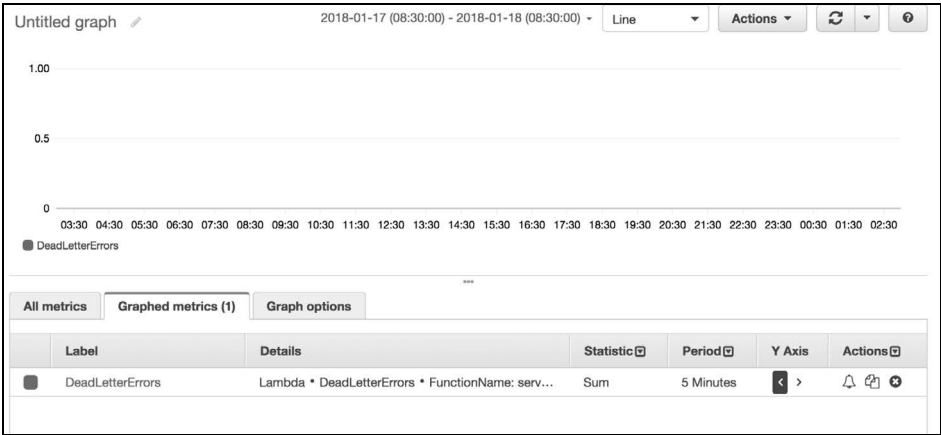 Untitled graph 2018-01-17 (08:30:00) - 2018-01-18 (08:30:00) Line Actions
1.00
0.5
0
03:30 04:30 05:30 06:30 07:30 08:30 09:30 10:30 11:30 12:30 13:30 14:30 15:30 16:30 17:30 18:30 19:30 20:30 21:30 22:30 23:30 00:30 01:30 02:30
DeadLetterErrors
All metrics Graphed metrics (1) Graph options
Label Details Statistic Period Y Axis Actions
DeadLetterErrors Lambda • DeadLetterErrors • FunctionName: serv... Sum 5 Minutes < >